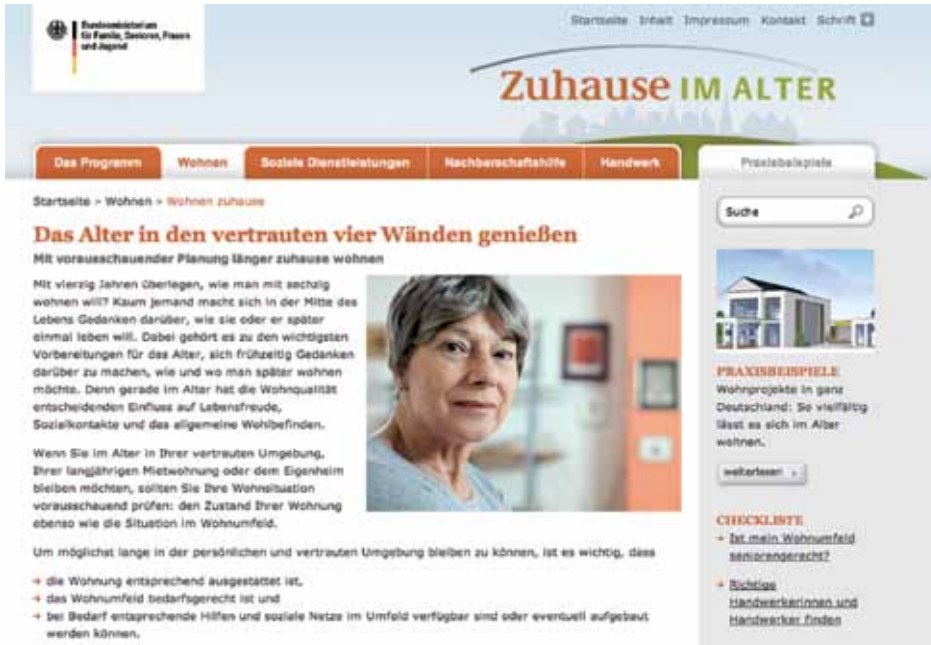 Bundesministerium
für Familie, Senioren, Frauen
und Jugend
Startseite Inhalt Impressum Kontakt Schrift +
Zuhause IM ALTER
Das Programm
Wohnen
Soziale Dienstleistungen
Nachbarschaftshilfe
Handwerk
Praxisbeispiele
Startseite > Wohnen > Wohnen zuhause
Das Alter in den vertrauten vier Wänden genießen
Mit vorausschauender Planung länger zuhause wohnen
Mit vierzig Jahren überlegen, wie man mit sechzig
wohnen will? Kaum jemand macht sich in der Mitte des
Lebens Gedanken darüber, wie sie oder er später
einmal leben will. Dabei gehört es zu den wichtigsten
Vorbereitungen für das Alter, sich frühzeitig Gedanken
darüber zu machen, wie und wo man später wohnen
möchte. Denn gerade im Alter hat die Wohnqualität
entscheidenden Einfluss auf Lebensfreude,
Sozialkontakte und das allgemeine Wohlbefinden.
Wenn Sie im Alter in Ihrer vertrauten Umgebung,
Ihrer langjährigen Mietwohnung oder dem Eigenheim
bleiben möchten, sollten Sie Ihre Wohnsituation
vorausschauend prüfen: den Zustand Ihrer Wohnung
ebenso wie die Situation im Wohnumfeld.
Um möglichst lange in der persönlichen und vertrauten Umgebung bleiben zu können, ist es wichtig, dass
die Wohnung entsprechend ausgestattet ist,
das Wohnumfeld bedarfsgerecht ist und
bei Bedarf entsprechende Hilfen und soziale Netze im Umfeld verfügbar sind oder eventuell aufgebaut
werden können.
Suche
PRAXISBEISPIELE
Wohnprojekte in ganz
Deutschland: So vielfältig
lässt es sich im Alter
wohnen.
weiterlesen
CHECKLISTE
Ist mein Wohnumfeld
seniorengerecht?
Richtige
Handwerkerinnen und
Handwerker finden